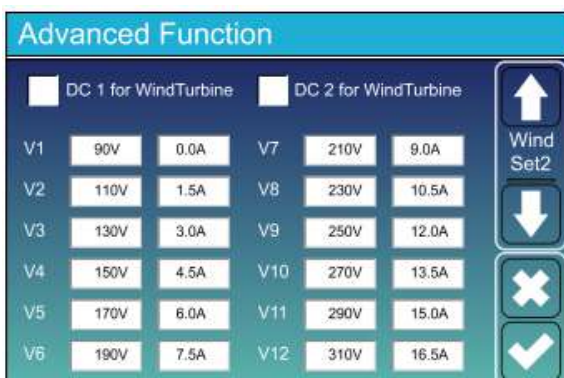 Advanced Function
DC 1 for WindTurbine DC 2 for WindTurbine
V1 90V 0.0A V7 210V 9.0A
V2 110V 1.5A V8 230V 10.5A
V3 130V 3.0A V9 250V 12.0A
V4 150V 4.5A V10 270V 13.5A
V5 170V 6.0A V11 290V 15.0A
V6 190V 7.5A V12 310V 16.5A
Wind
Set2